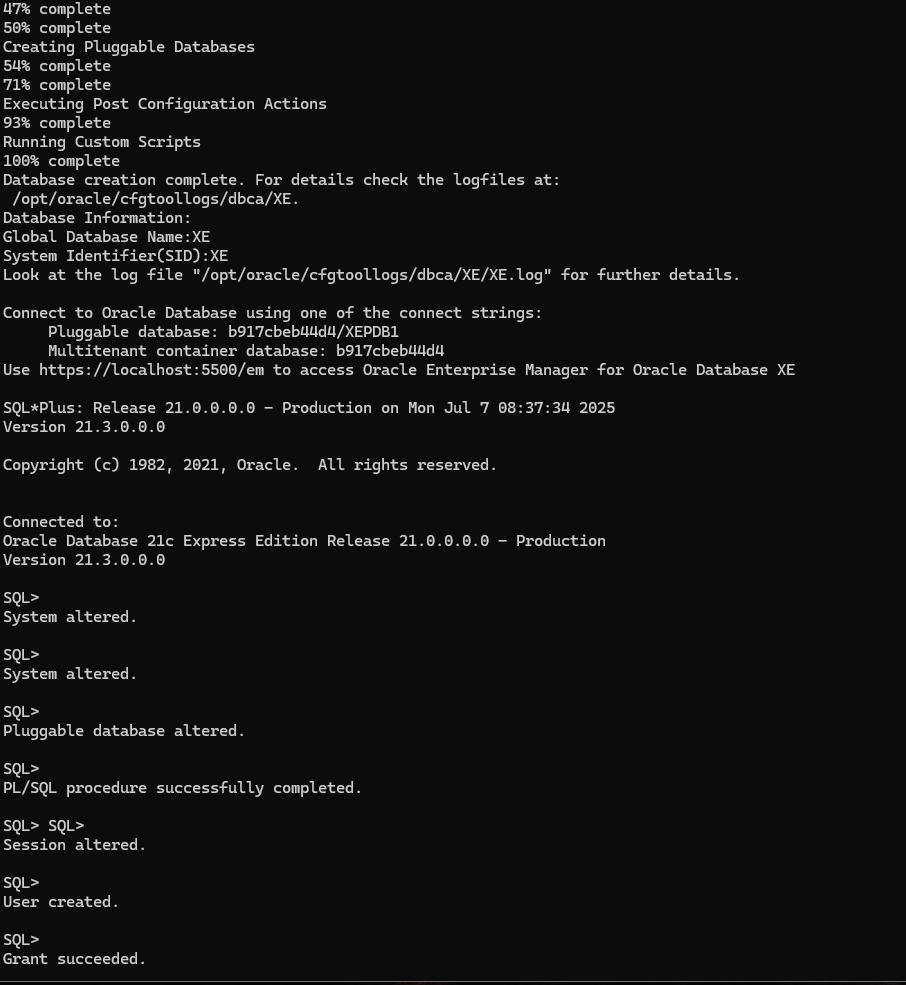 47% complete
50% complete
Creating Pluggable Databases
54% complete
71% complete
Executing Post Configuration Actions
93% complete
Running Custom Scripts
100% complete
Database creation complete. For details check the logfiles at:
 /opt/oracle/cfgtoollogs/dbca/XE.
Database Information:
Global Database Name:XE
System Identifier(SID):XE
Look at the log file "/opt/oracle/cfgtoollogs/dbca/XE/XE.log" for further details.

Connect to Oracle Database using one of the connect strings:
     Pluggable database: b917cbeb44d4/XEPDB1
     Multitenant container database: b917cbeb44d4
Use https://localhost:5500/em to access Oracle Enterprise Manager for Oracle Database XE

SQL*Plus: Release 21.0.0.0.0 - Production on Mon Jul 7 08:37:34 2025
Version 21.3.0.0.0

Copyright (c) 1982, 2021, Oracle.  All rights reserved.


Connected to:
Oracle Database 21c Express Edition Release 21.0.0.0.0 - Production
Version 21.3.0.0.0

SQL>
System altered.

SQL>
System altered.

SQL>
Pluggable database altered.

SQL>
PL/SQL procedure successfully completed.

SQL> SQL>
Session altered.

SQL>
User created.

SQL>
Grant succeeded.